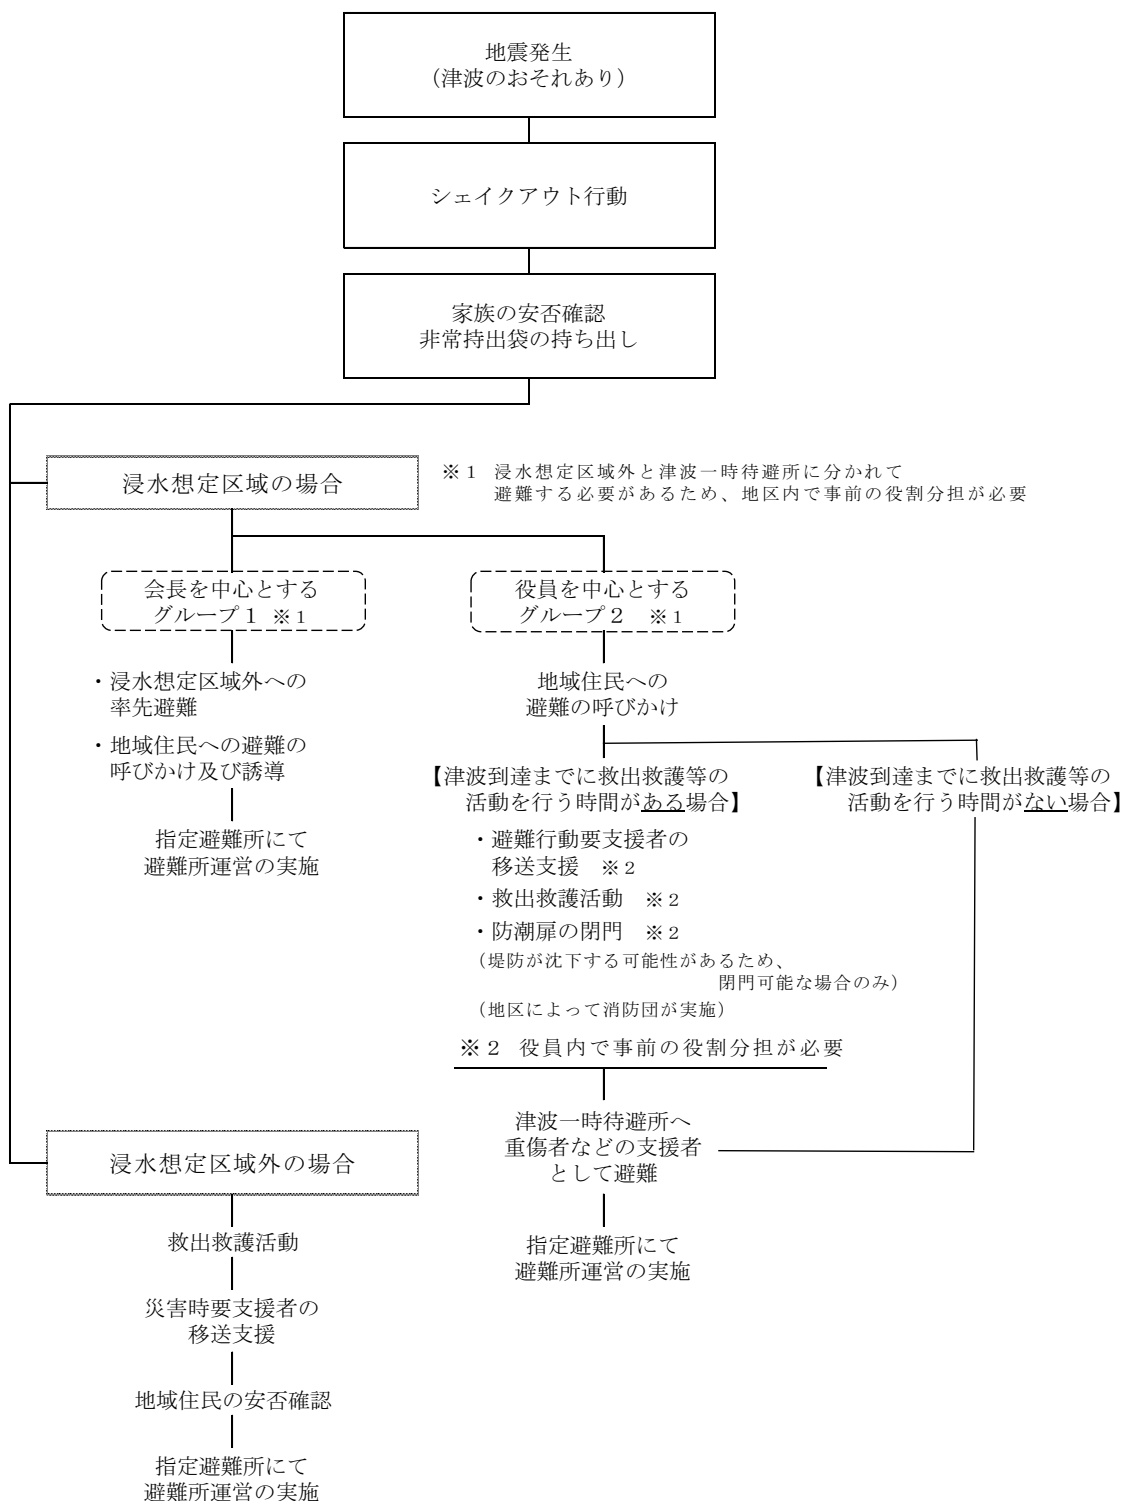 地震発生
（津波のおそれあり）
シェイクアウト行動
家族の安否確認
非常持出袋の持ち出し
浸水想定区域の場合
※１ 浸水想定区域外と津波一時待避所に分かれて
避難する必要があるため、地区内で事前の役割分担が必要
会長を中心とする
グループ１ ※１
・浸水想定区域外への
率先避難
・地域住民への避難の
呼びかけ及び誘導
指定避難所にて
避難所運営の実施
役員を中心とする
グループ２ ※１
地域住民への
避難の呼びかけ
【津波到達までに救出救護等の
活動を行う時間がある場合】
・避難行動要支援者の
移送支援 ※２
・救出救護活動 ※２
・防潮扉の閉門 ※２
（堤防が沈下する可能性があるため、
閉門可能な場合のみ）
（地区によって消防団が実施）
※２ 役員内で事前の役割分担が必要
【津波到達までに救出救護等の
活動を行う時間がない場合】
津波一時待避所へ
重傷者などの支援者
として避難
指定避難所にて
避難所運営の実施
浸水想定区域外の場合
救出救護活動
災害時要支援者の
移送支援
地域住民の安否確認
指定避難所にて
避難所運営の実施